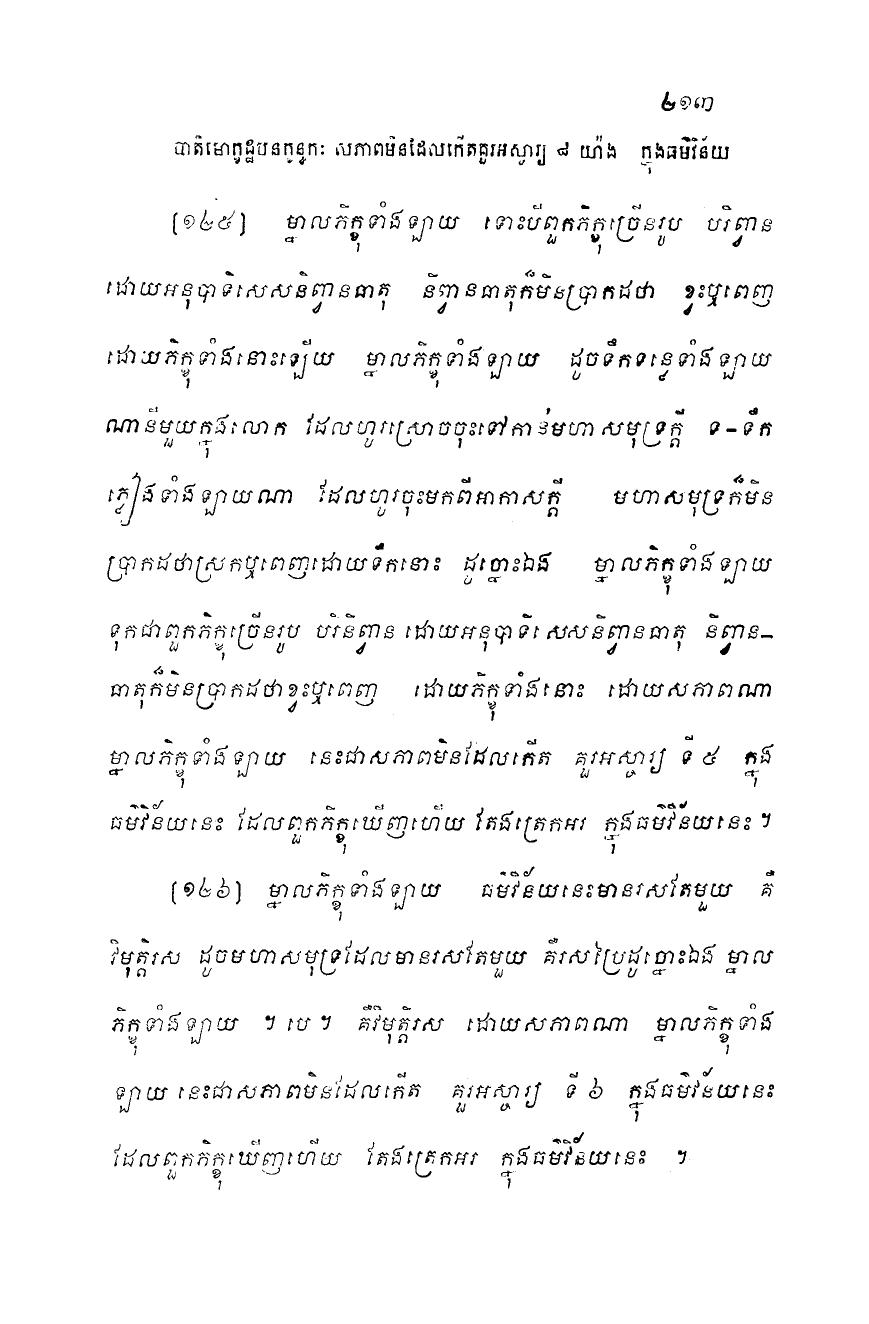 ២១៣
បាតិមោក្ខដ្ឋបនក្ខន្ធកៈ សភាពមិនដែលកើតគួរអស្ចារ្យ ៨ យ៉ាង ក្នុងធម៌វិន័យ
[១៤៥] ម្នាលភិក្ខុទាំងឡាយ ទោះបីពួកភិក្ខុច្រើនរូប បរិព្វាន
ដោយអនុបាទិសេសនិព្វានធាតុ និព្វានធាតុក៏មិនប្រាកដថា ខ្វះឬពេញ
ដោយភិក្ខុទាំងនោះឡើយ ម្នាលភិក្ខុទាំងឡាយ ដូចទឹកទន្លេទាំងឡាយ
ណានីមួយក្នុងលោក ដែលហូរស្រោចចុះទៅកាន់មហាសមុទ្រក្តី ទ-ទឹក
ភ្លៀងទាំងឡាយណា ដែលហូរចុះមកពីអាកាសក្តី មហាសមុទ្រក៏មិន
ប្រាកដថាស្រកឬពេញដោយទឹកនោះ ដូច្នោះឯង ម្នាលភិក្ខុទាំងឡាយ
ទុកជាពួកភិក្ខុច្រើនរូប បរិនិព្វាន ដោយអនុបាទិសេសនិព្វានធាតុ និព្វាន-
ធាតុក៏មិនប្រាកដថាខ្វះឬពេញ ដោយភិក្ខុទាំងនោះ ដោយសភាពណា
ម្នាលភិក្ខុទាំងឡាយ នេះជាសភាពមិនដែលកើត គួរអស្ចារ្យ ទី ៥ ក្នុង
ធម៌វិន័យនេះ ដែលពួកភិក្ខុឃើញហើយ តែងត្រេកអរ ក្នុងធម៌វិន័យនេះ ។
[១៤៦] ម្នាលភិក្ខុទាំងឡាយ ធម៌វិន័យនេះមានរសតែមួយ គឺ
វិមុត្តិរស ដូចមហាសមុទ្រដែលមានរសតែមួយ គឺរសប្រៃដូច្នោះឯង ម្នាល
ភិក្ខុទាំងឡាយ ។ បេ ។ គឺវិមុត្តិរស ដោយសភាពណា ម្នាលភិក្ខុទាំង
ឡាយ នេះជាសភាពមិនដែលកើត គួរអស្ចារ្យ ទី ៦ ក្នុងធម៌វិន័យនេះ
ដែលពួកភិក្ខុឃើញហើយ តែងត្រេកអរ ក្នុងធម៌វិន័យនេះ ។